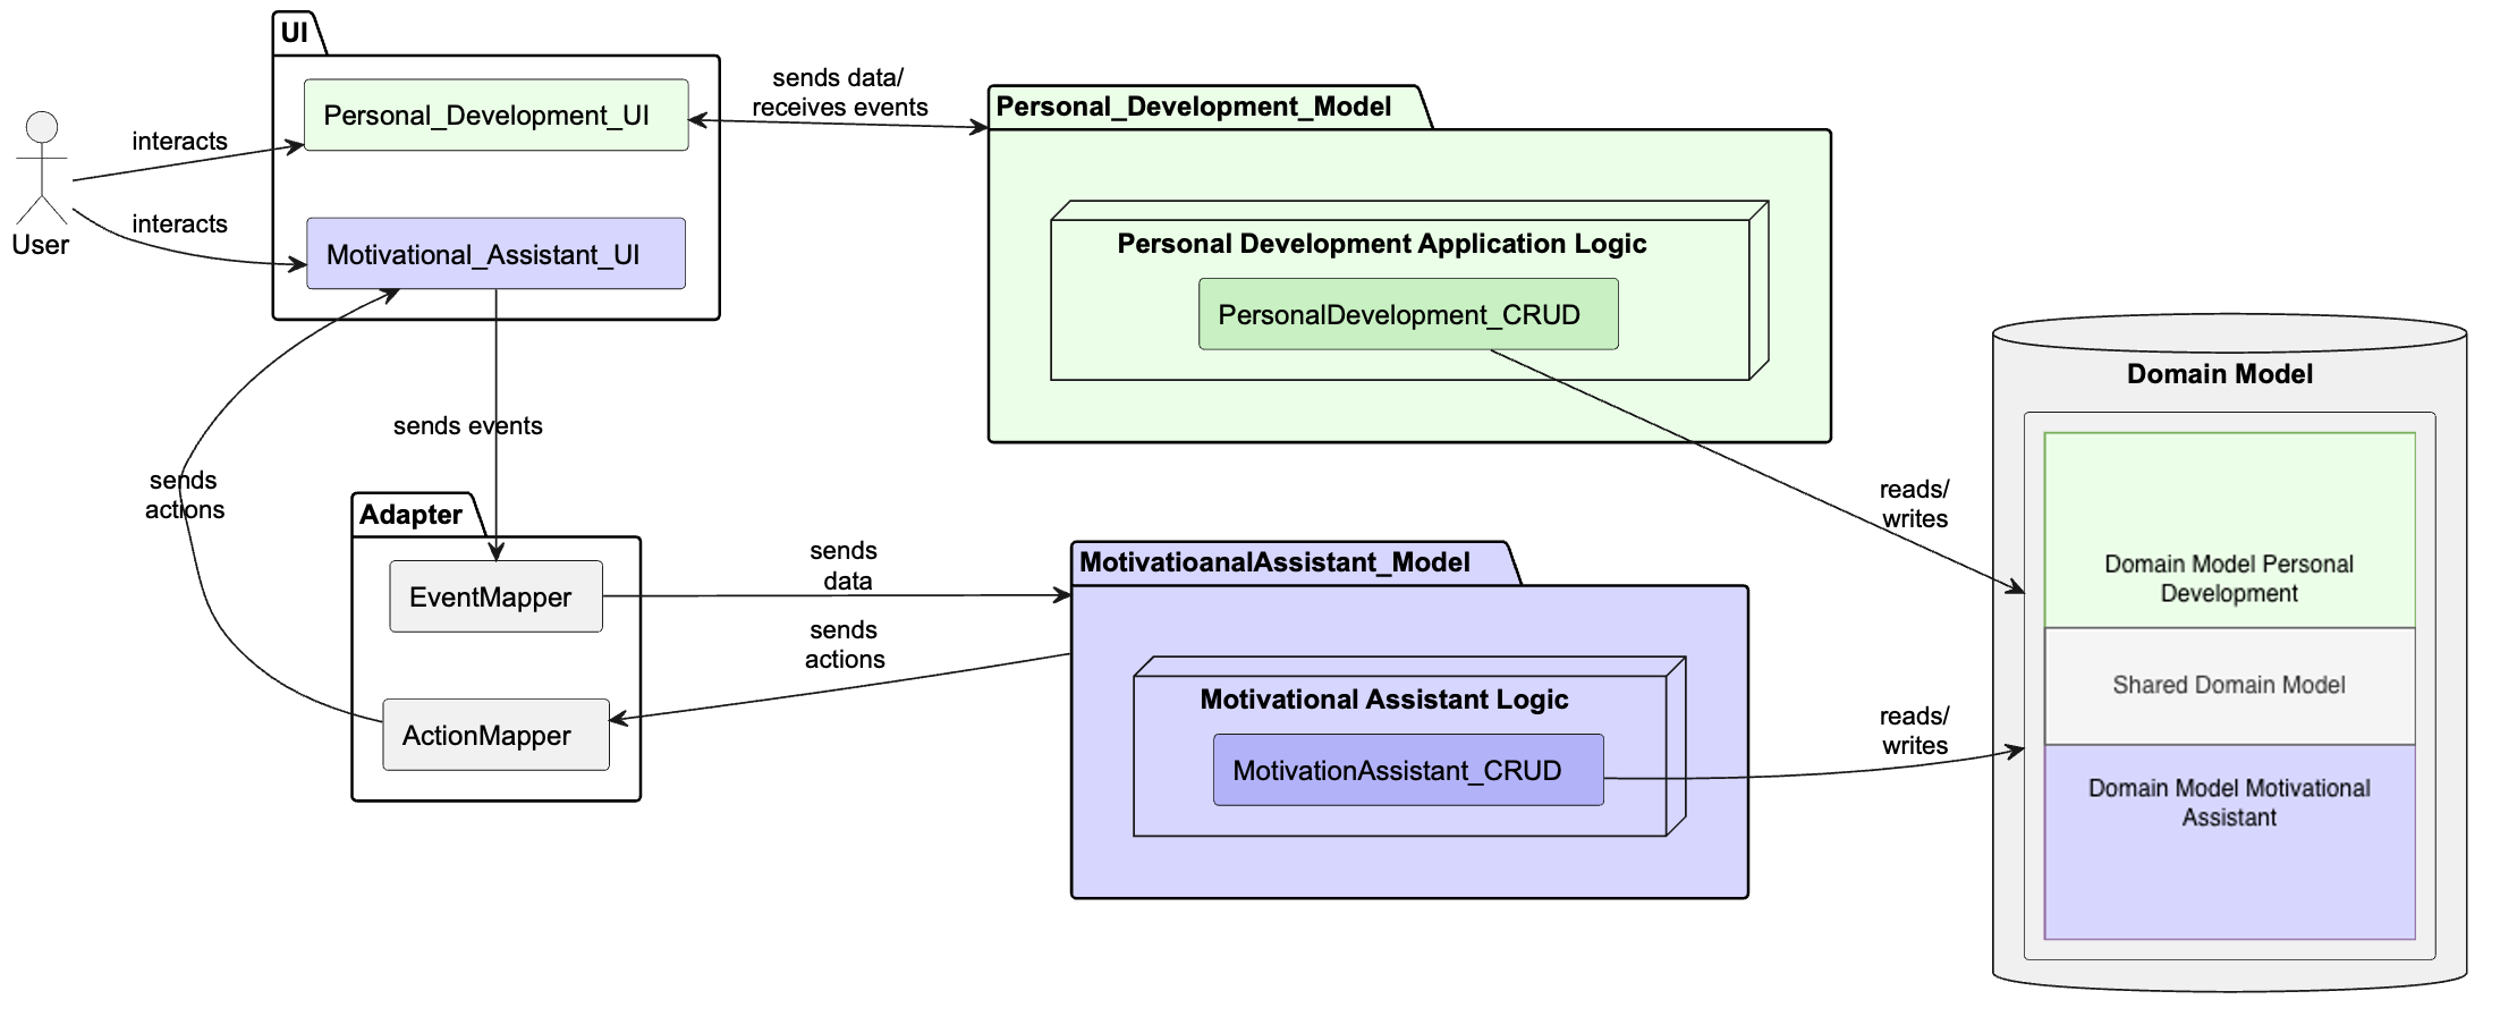 UI
Personal_Development_UI
Motivational_Assistant_UI
User
interacts
interacts
sends data/
receives events
Personal_Development_Model
Personal Development Application Logic
PersonalDevelopment_CRUD
sends events
sends
actions
Adapter
EventMapper
ActionMapper
sends
data
sends
actions
MotivatioanalAssistant_Model
Motivational Assistant Logic
MotivationAssistant_CRUD
reads/
writes
reads/
writes
Domain Model
Domain Model Personal
Development
Shared Domain Model
Domain Model Motivational
Assistant